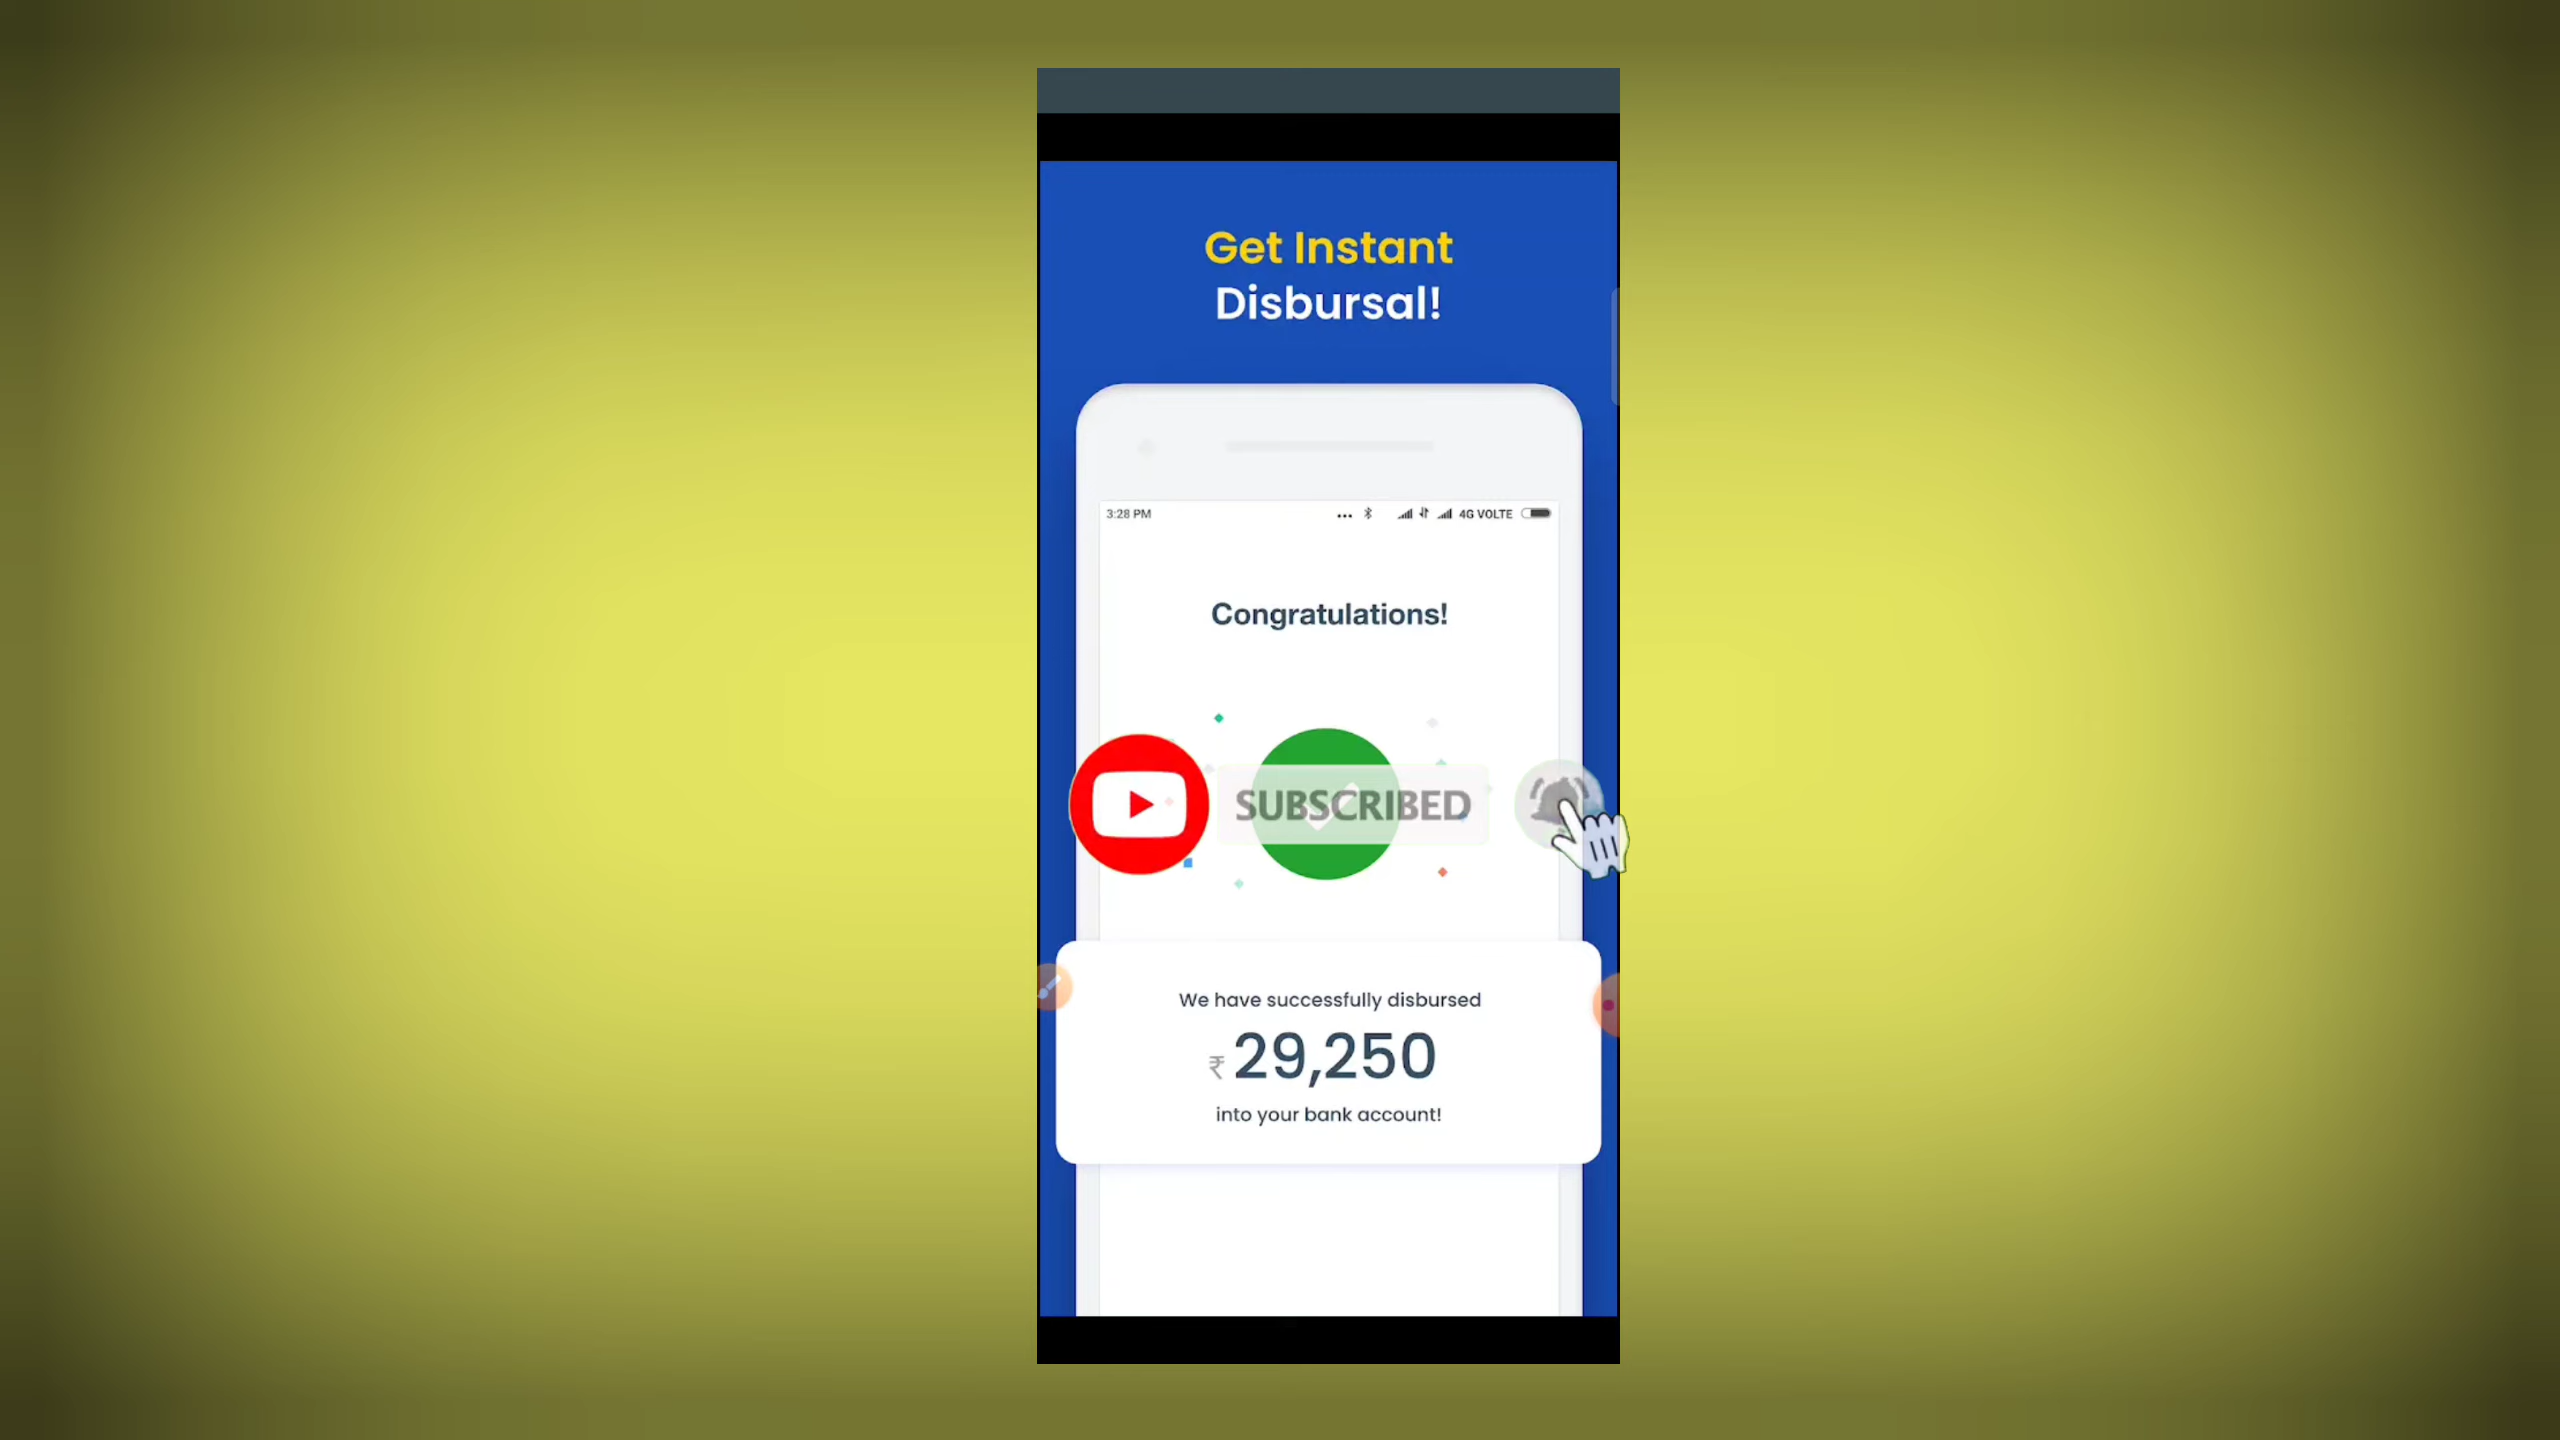 Get Instant
Disbursal!
3:28 PM
4G VOLTE
Congratulations!
SUBSCRIBED
We have successfully disbursed
₹ 29,250
into your bank account!